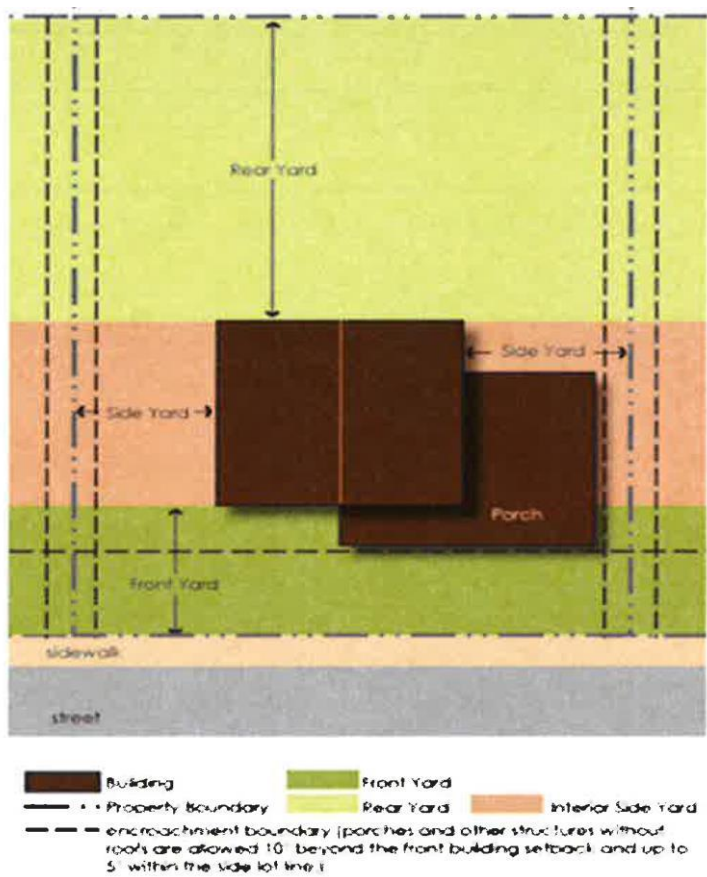 Rear Yard
Side Yard
Side Yard
Porch
Front Yard
sidewalk
street
Building
Front Yard
Property Boundary
Rear Yard
Interior Side Yard
encroachment boundary (porches and other structures without
roofs are allowed 10' beyond the front building setback and up to
5' within the side lot line.)